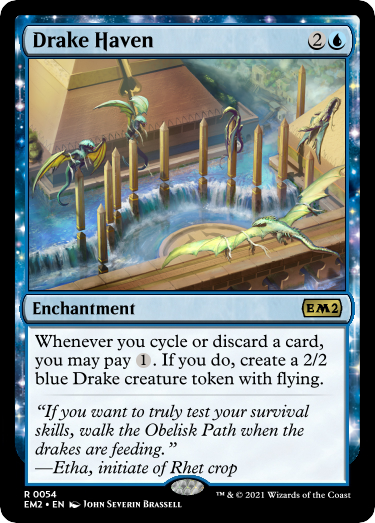 Drake Haven 2
Enchantment EM2
Whenever you cycle or discard a card,
you may pay 1. If you do, create a 2/2
blue Drake creature token with flying.
“If you want to truly test your survival
skills, walk the Obelisk Path when the
drakes are feeding.”
—Etha, initiate of Rhet crop
R 0054
EM2 • EN John Severin Brassell ™ & © 2021 Wizards of the Coast